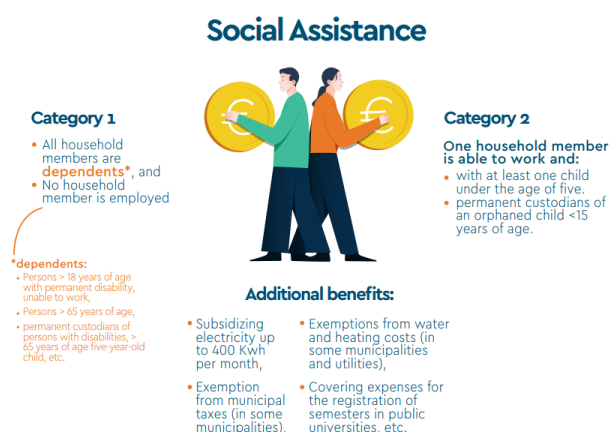 Social Assistance
Category 1
• All household
members are
dependents*, and
• No household
member is employed
*dependents:
• Persons > 18 years of age
with permanent disability,
unable to work,
• Persons > 65 years of age,
• permanent custodians of
persons with disabilities, >
65 years of age five-year-old
child, etc.
€
€
Category 2
One household member
is able to work and:
• with at least one child
under the age of five.
• permanent custodians of
an orphaned child <15
years of age.
Additional benefits:
• Subsidizing
electricity up
to 400 Kwh
per month,
• Exemption
from municipal
taxes (in some
municipalities),
• Exemptions from water
and heating costs (in
some municipalities
and utilities),
• Covering expenses for
the registration of
semesters in public
universities, etc.